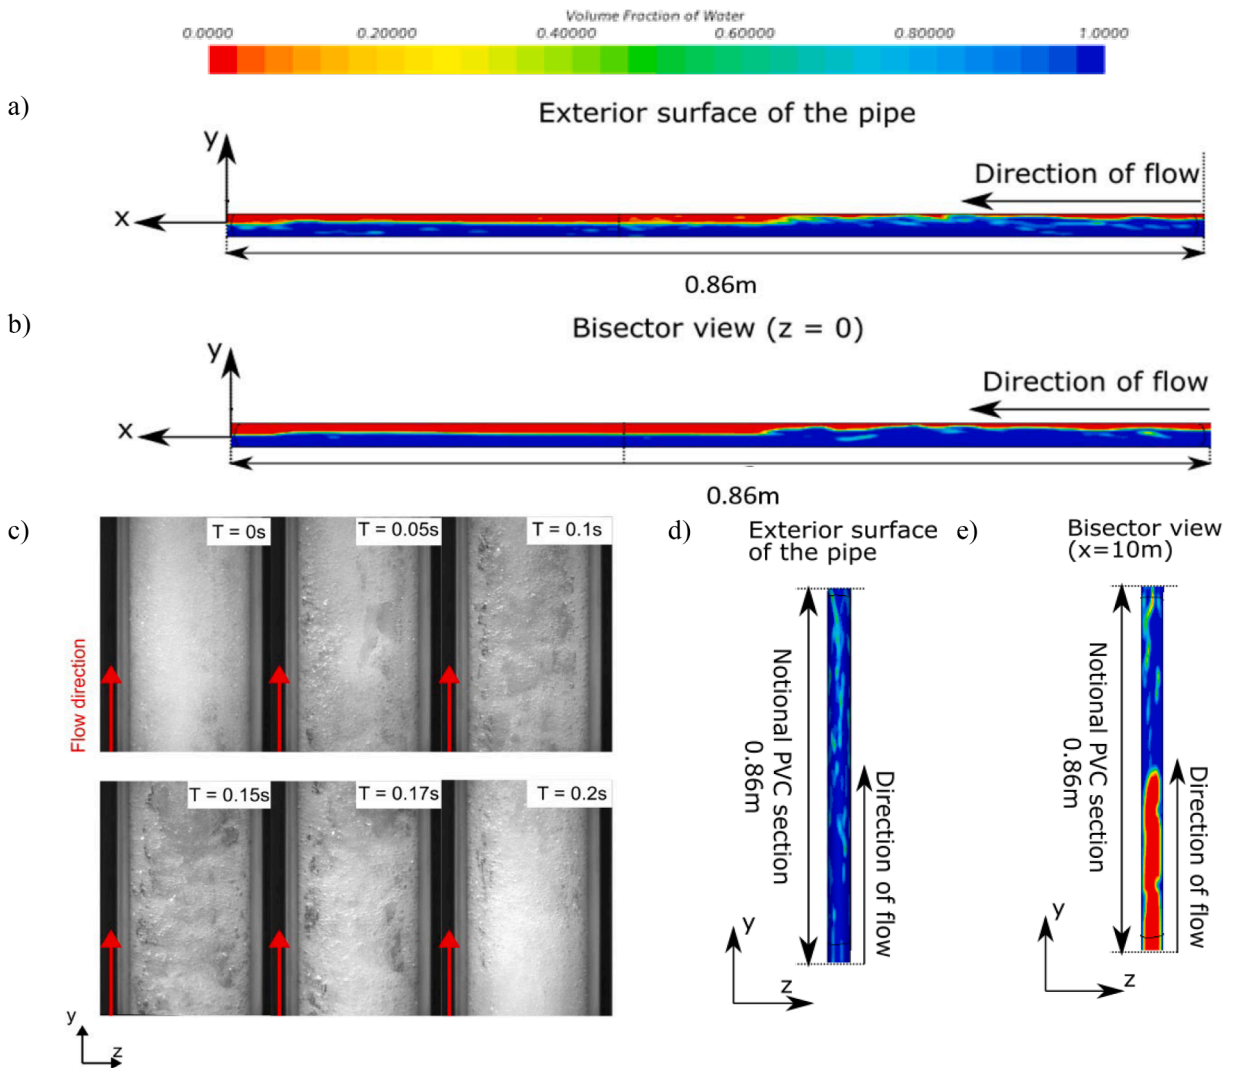 Volume Fraction of Water
0.0000 0.20000 0.40000 0.60000 0.80000 1.0000
a)
Exterior surface of the pipe
y
Direction of flow
x
0.86m
b)
Bisector view (z = 0)
y
Direction of flow
x
0.86m
c)
T = 0s
T = 0.05s
T = 0.1s
Flow direction
T = 0.15s
T = 0.17s
T = 0.2s
y
z
d)
Exterior surface
of the pipe
Notional PVC section
0.86m
Direction of flow
y
z
e)
Bisector view
(x=10m)
Notional PVC section
0.86m
Direction of flow
y
z